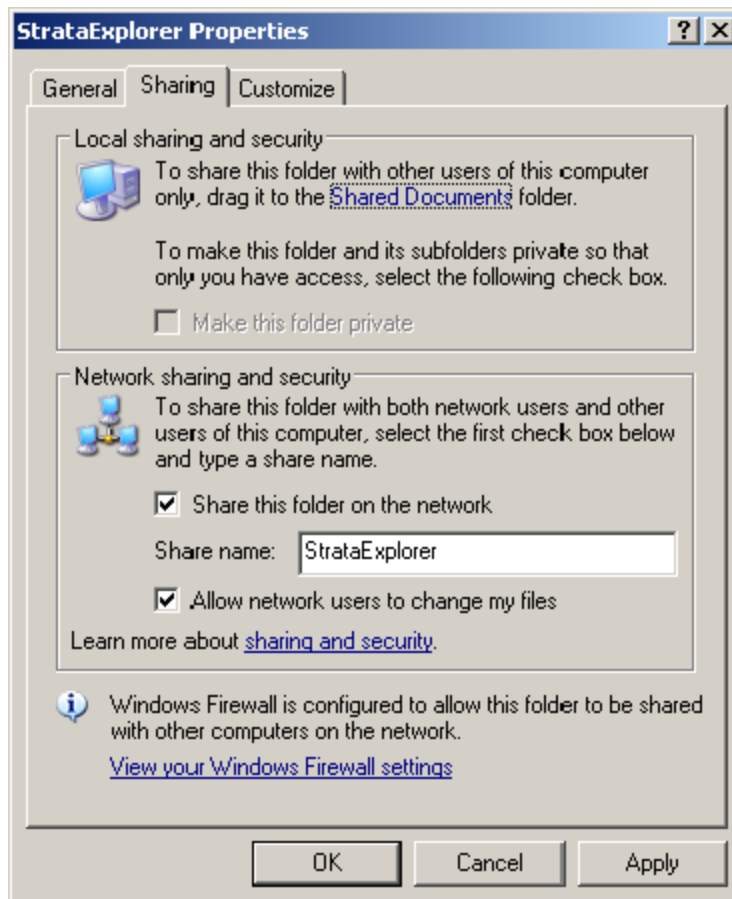 StrataExplorer Properties
General Sharing Customize
Local sharing and security
To share this folder with other users of this computer
only, drag it to the Shared Documents folder.
To make this folder and its subfolders private so that
only you have access, select the following check box.
Make this folder private
Network sharing and security
To share this folder with both network users and other
users of this computer, select the first check box below
and type a share name.
Share this folder on the network
Share name: StrataExplorer
Allow network users to change my files
Learn more about sharing and security.
Windows Firewall is configured to allow this folder to be shared
with other computers on the network.
View your Windows Firewall settings
OK Cancel Apply